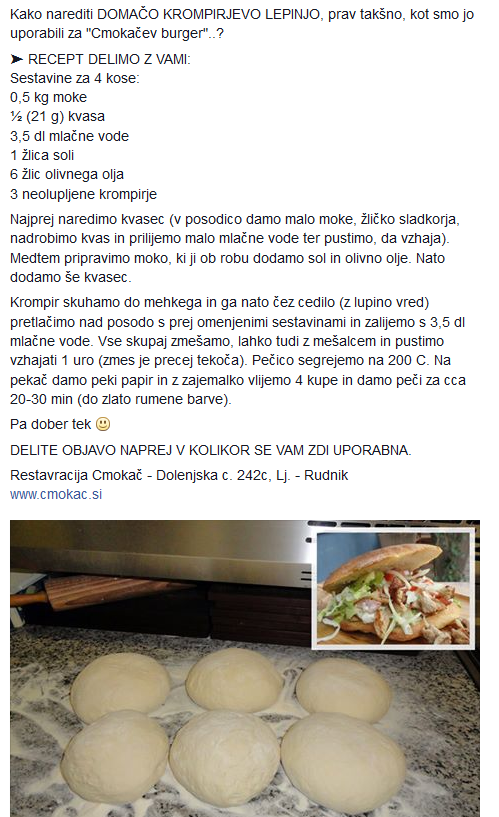 Kako narediti DOMAČO KROMPIRJEVO LEPINJO, prav takšno, kot smo jo
uporabili za "Cmokačev burger"..?
➤ RECEPT DELIMO Z VAMI:
Sestavine za 4 kose:
0,5 kg moke
½ (21 g) kvasa
3,5 dl mlačne vode
1 žlica soli
6 žlic olivnega olja
3 neolupljene krompirje
Najprej naredimo kvasec (v posodico damo malo moke, žličko sladkorja,
nadrobimo kvas in prilijemo malo mlačne vode ter pustimo, da vzhaja).
Medtem pripravimo moko, ki ji ob robu dodamo sol in olivno olje. Nato
dodamo še kvasec.
Krompir skuhamo do mehkega in ga nato čez cedilo (z lupino vred)
pretlačimo nad posodo s prej omenjenimi sestavinami in zalijemo s 3,5 dl
mlačne vode. Vse skupaj zmešamo, lahko tudi z mešalcem in pustimo
vzhajati 1 uro (zmes je precej tekoča). Pečico segrejemo na 200 C. Na
pekač damo peki papir in z zajemalko vlijemo 4 kupe in damo peči za cca
20-30 min (do zlato rumene barve).
Pa dober tek 🙂
DELITE OBJAVO NAPREJ V KOLIKOR SE VAM ZDI UPORABNA.
Restavracija Cmokač - Dolenjska c. 242c, Lj. - Rudnik
www.cmokac.si